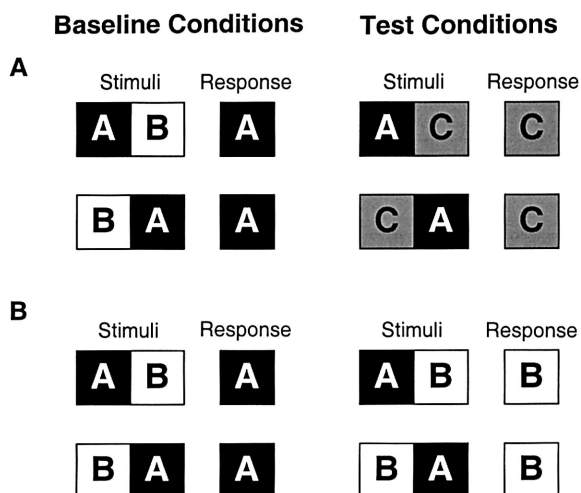 Baseline Conditions Test Conditions
A
Stimuli Response Stimuli Response
A B A A C C
B A A C A C
B
Stimuli Response Stimuli Response
A B A A B B
B A A B A B